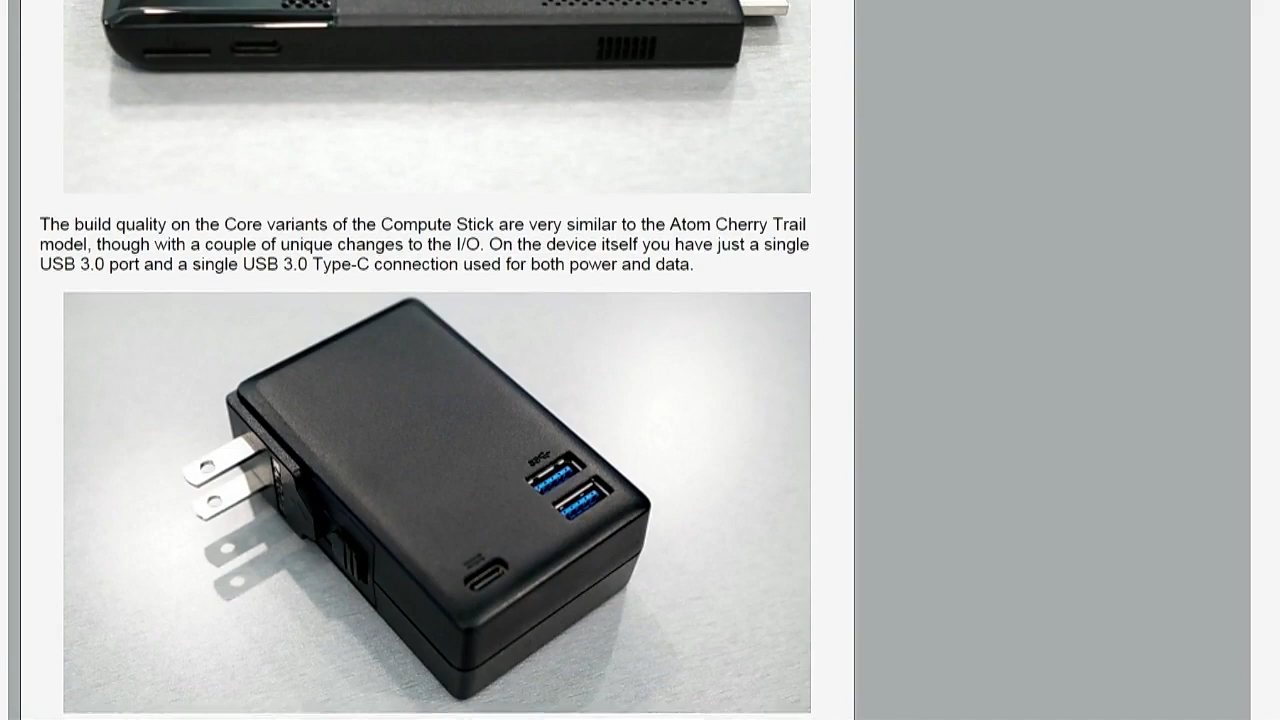 The build quality on the Core variants of the Compute Stick are very similar to the Atom Cherry Trail
model, though with a couple of unique changes to the I/O. On the device itself you have just a single
USB 3.0 port and a single USB 3.0 Type-C connection used for both power and data.